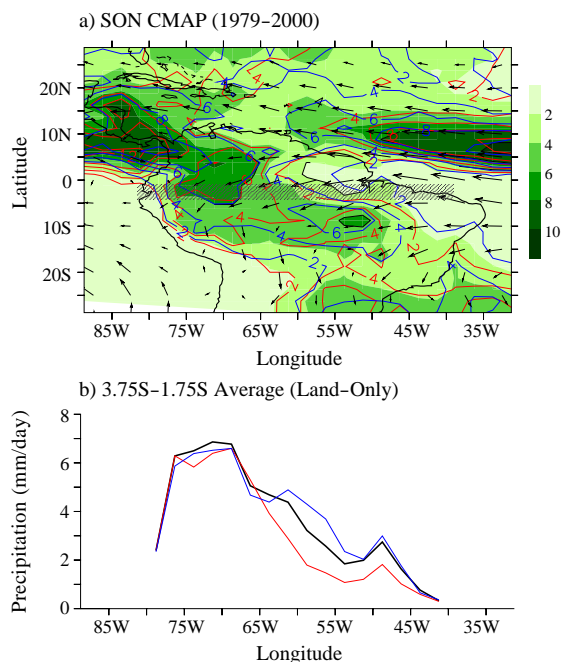 a) SON CMAP (1979-2000)
Latitude
20N
10N
0
10S
20S
2
4
6
8
10
85W 75W 65W 55W 45W 35W
Longitude
b) 3.75S-1.75S Average (Land-Only)
Precipitation (mm/day)
8
6
4
2
0
85W 75W 65W 55W 45W 35W
Longitude